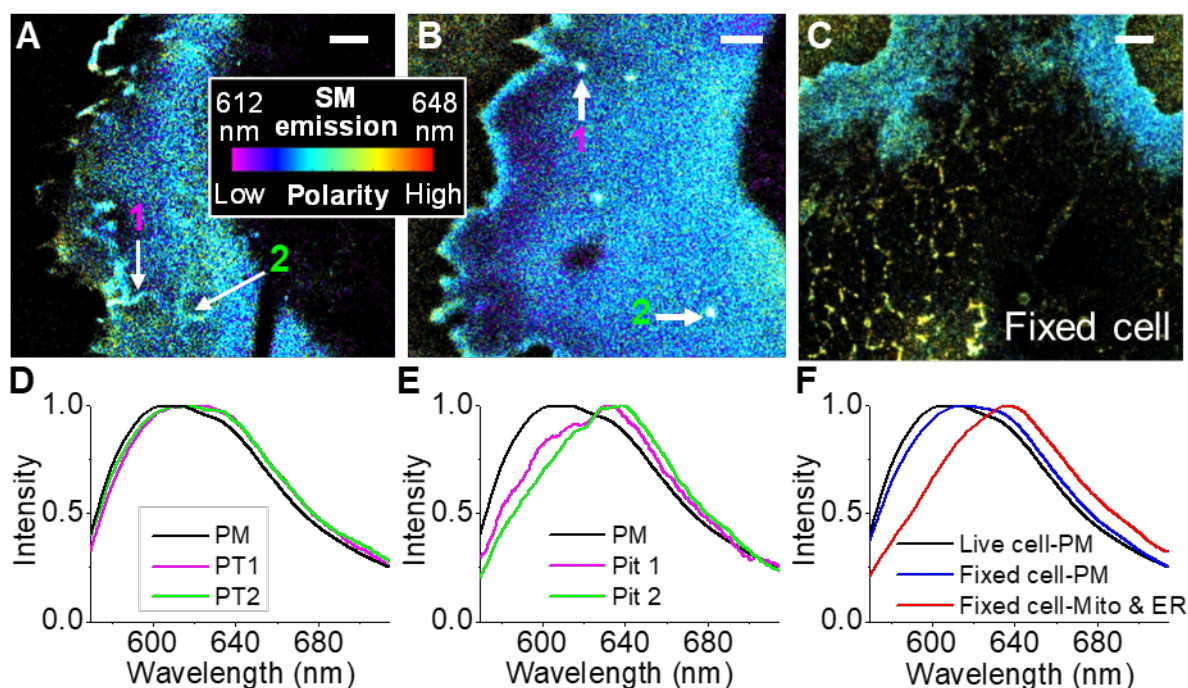 A
B
C
612 nm SM emission 648 nm
Low Polarity High
1
2
1
2
Fixed cell
D
E
F
1.0
0.5
0.0
Intensity
PM
PT1
PT2
600 640 680
Wavelength (nm)
1.0
0.5
0.0
Intensity
PM
Pit 1
Pit 2
600 640 680
Wavelength (nm)
1.0
0.5
0.0
Intensity
Live cell-PM
Fixed cell-PM
Fixed cell-Mito & ER
600 640 680
Wavelength (nm)